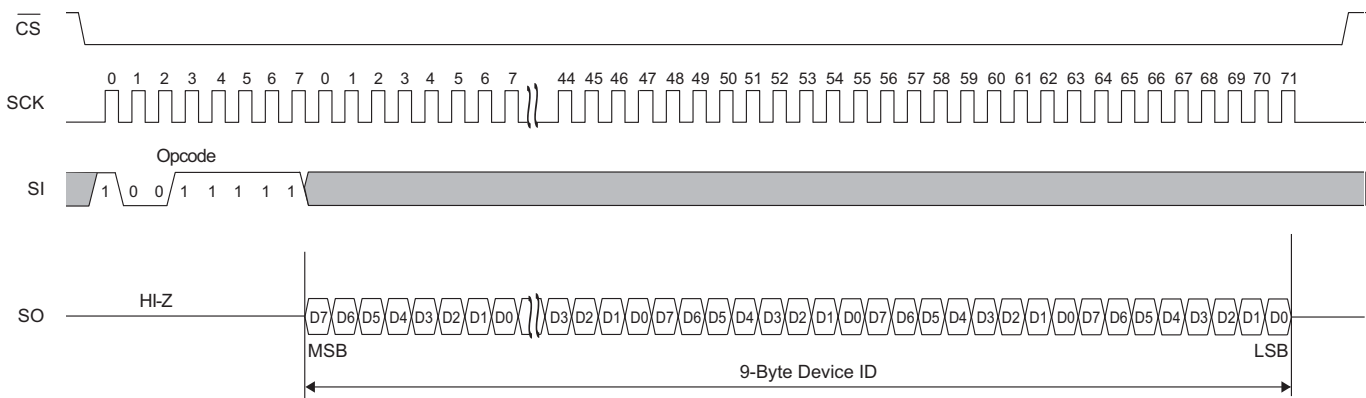 CS
0 1 2 3 4 5 6 7 0 1 2 3 4 5 6 7 44 45 46 47 48 49 50 51 52 53 54 55 56 57 58 59 60 61 62 63 64 65 66 67 68 69 70 71
SCK
Opcode
SI 1 0 0 1 1 1 1 1
HI-Z
SO D7 D6 D5 D4 D3 D2 D1 D0 D3 D2 D1 D0 D7 D6 D5 D4 D3 D2 D1 D0 D7 D6 D5 D4 D3 D2 D1 D0 D7 D6 D5 D4 D3 D2 D1 D0
MSB LSB
9-Byte Device ID